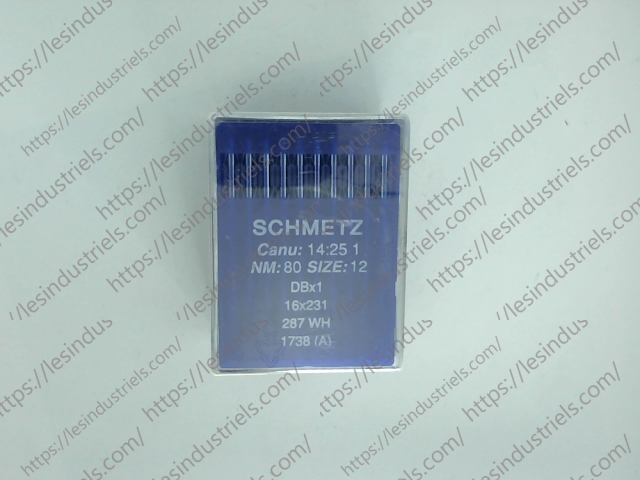 SCHMETZ
Canu: 14:25 1
NM: 80 SIZE: 12
DBx1
16x231
287 WH
1738 (A)
https://lesindustriels.com/